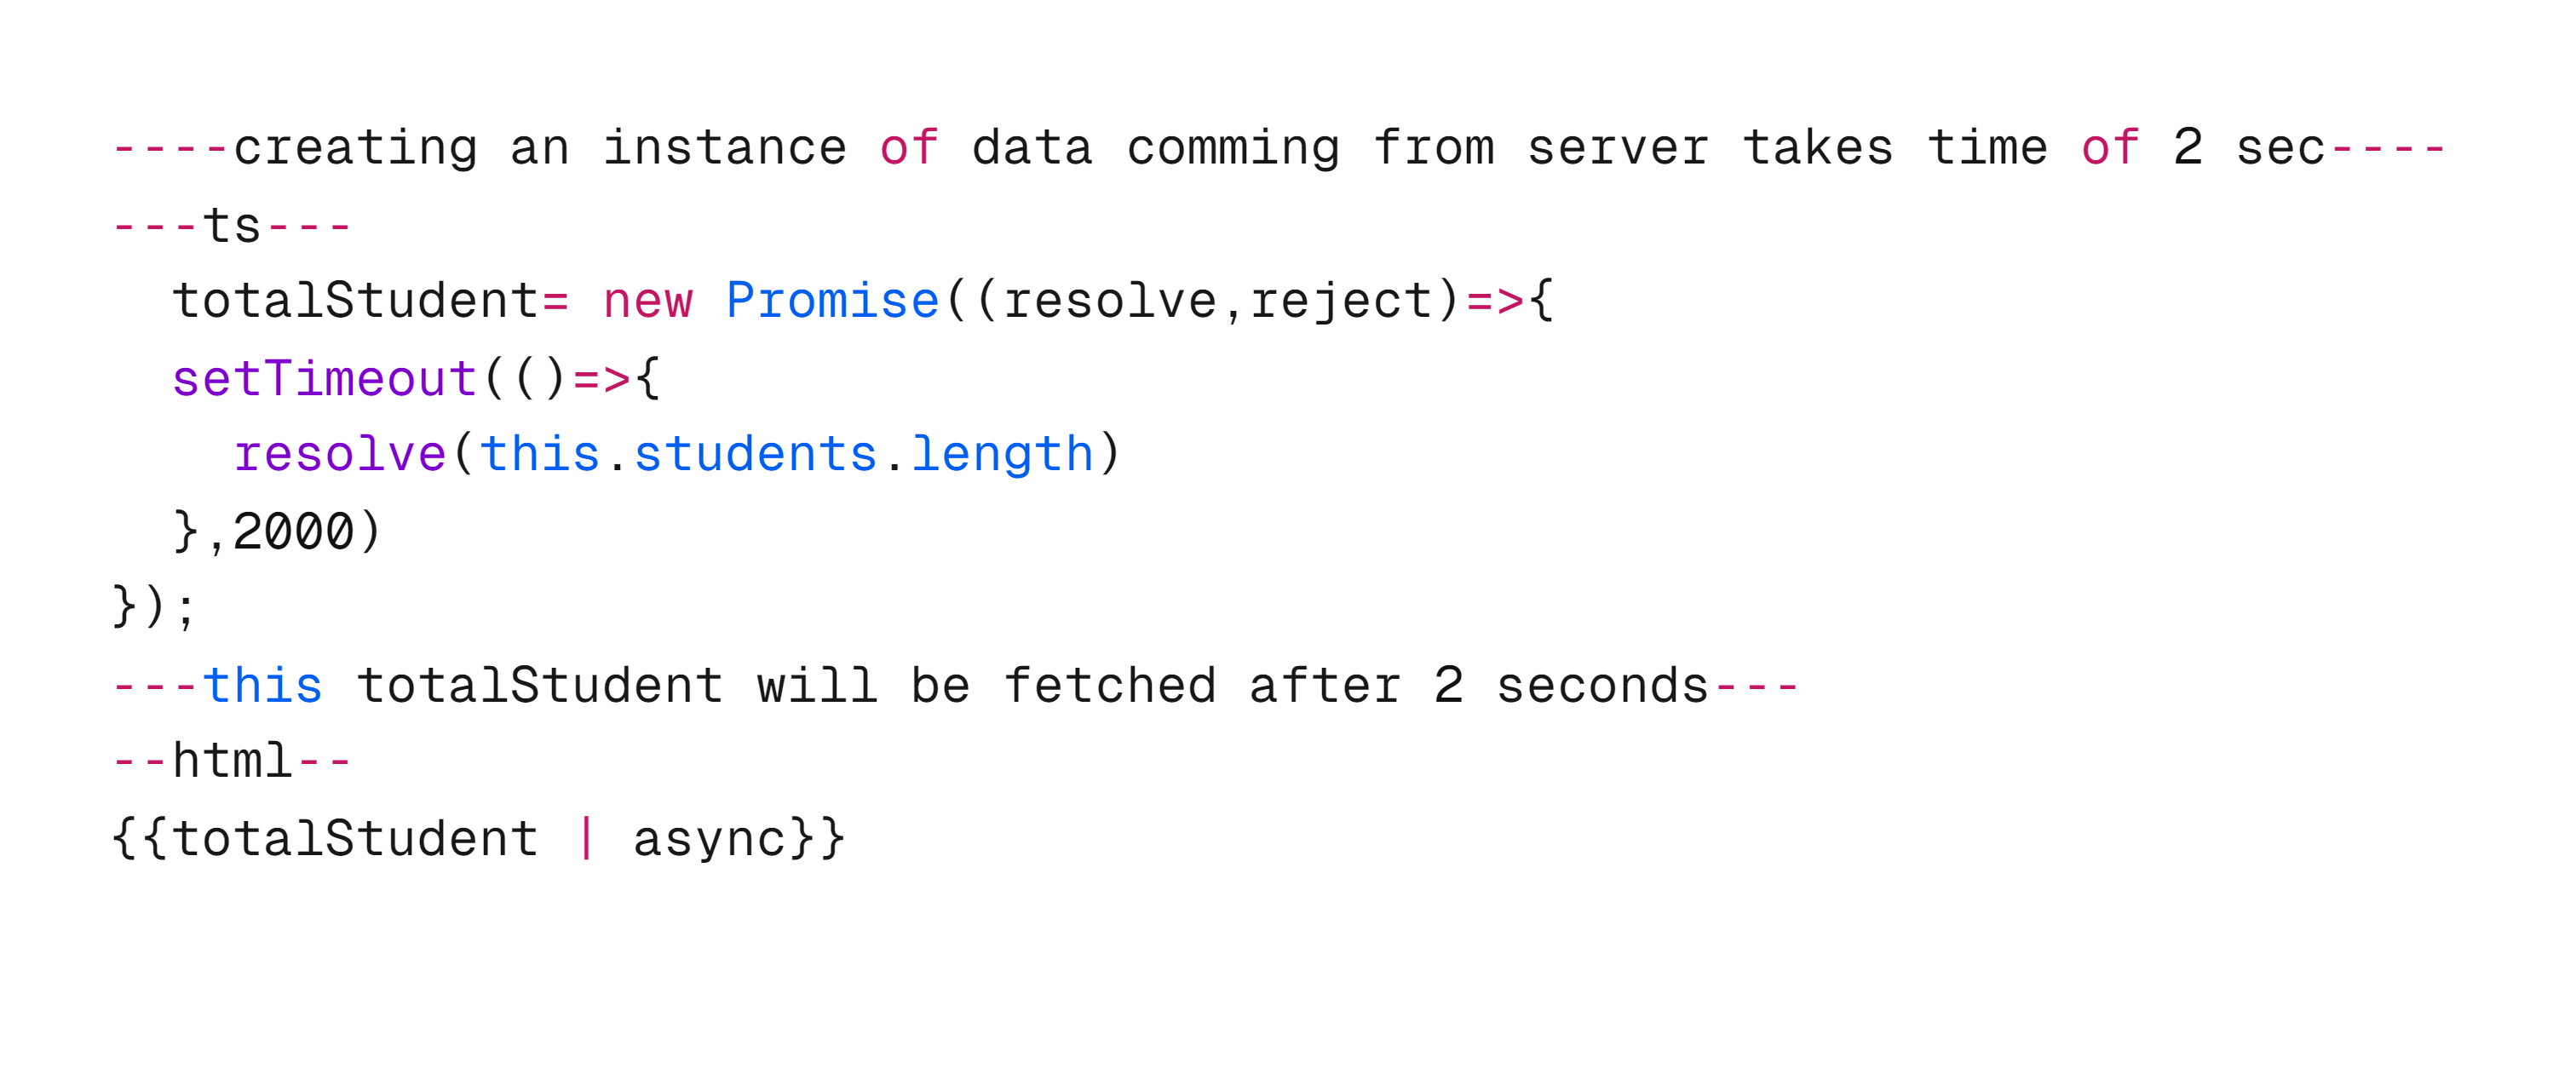 ----creating an instance of data comming from server takes time of 2 sec----
---ts---
  totalStudent= new Promise((resolve,reject)=>{
  setTimeout(()=>{
    resolve(this.students.length)
  },2000)
});
---this totalStudent will be fetched after 2 seconds---
--html--
{{totalStudent | async}}